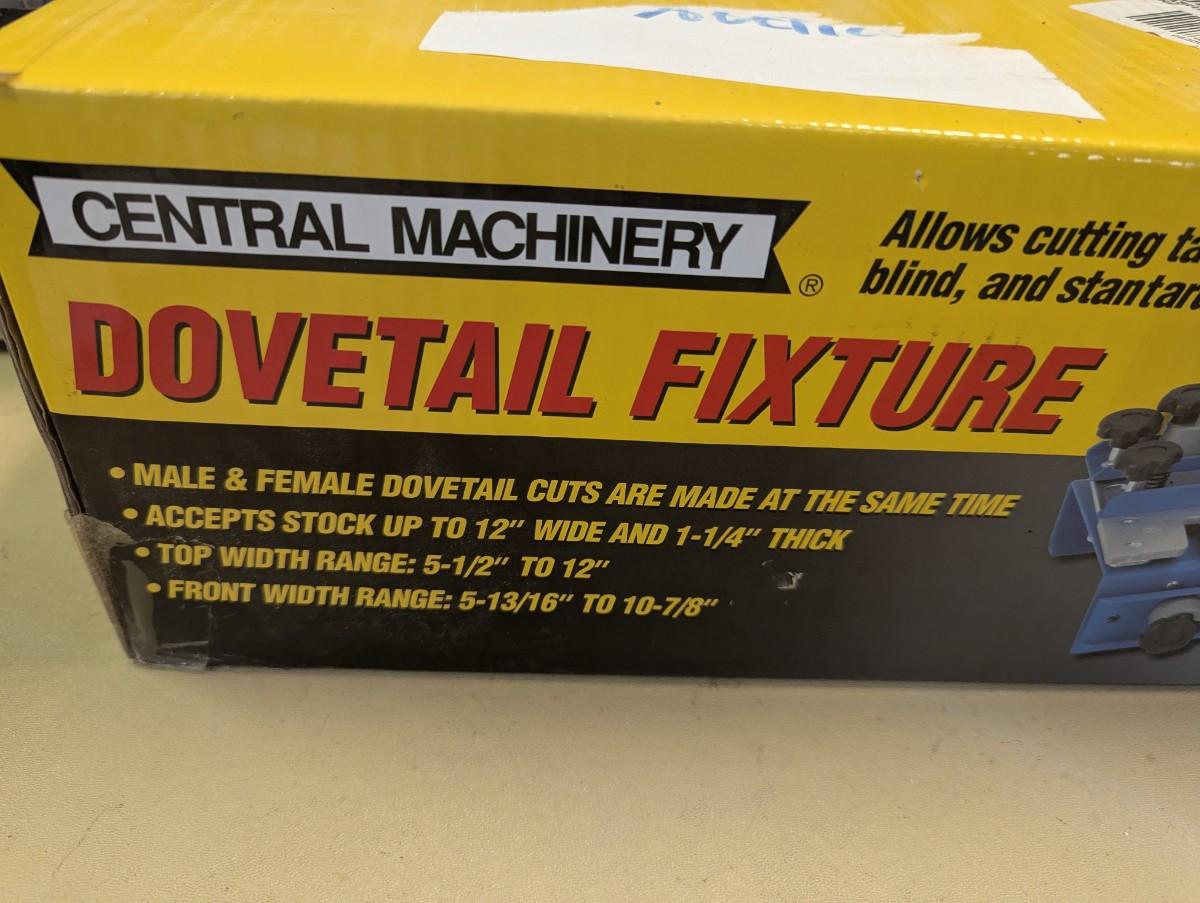 CENTRAL MACHINERY
®
Allows cutting
blind, and
DOVETAIL FIXTURE
• MALE & FEMALE DOVETAIL CUTS ARE MADE AT THE SAME TIME
• ACCEPTS STOCK UP TO 12" WIDE AND 1-1/4" THICK
• TOP WIDTH RANGE: 5-1/2" TO 12"
• FRONT WIDTH RANGE: 5-13/16" TO 10-7/8"